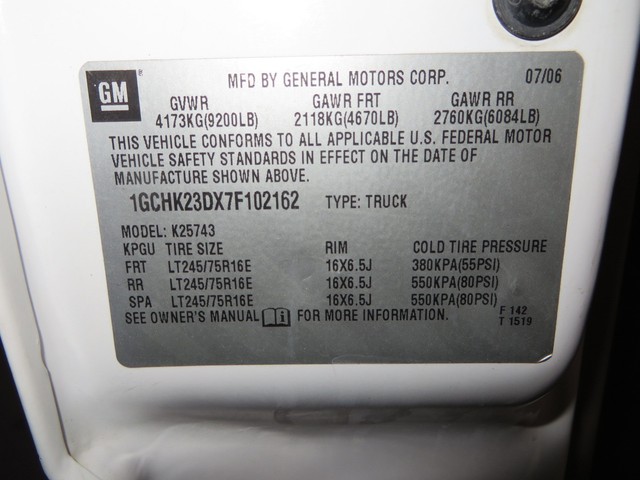 GM
MFD BY GENERAL MOTORS CORP. 07/06
GVWR GAWR FRT GAWR RR
4173KG(9200LB) 2118KG(4670LB) 2760KG(6084LB)
THIS VEHICLE CONFORMS TO ALL APPLICABLE U.S. FEDERAL MOTOR
VEHICLE SAFETY STANDARDS IN EFFECT ON THE DATE OF
MANUFACTURE SHOWN ABOVE.
1GCHK23DX7F102162 TYPE: TRUCK
MODEL: K25743
KPGU TIRE SIZE RIM COLD TIRE PRESSURE
FRT LT245/75R16E 16X6.5J 380KPA(55PSI)
RR LT245/75R16E 16X6.5J 550KPA(80PSI)
SPA LT245/75R16E 16X6.5J 550KPA(80PSI)
SEE OWNER'S MANUAL FOR MORE INFORMATION. F 142
T 1519